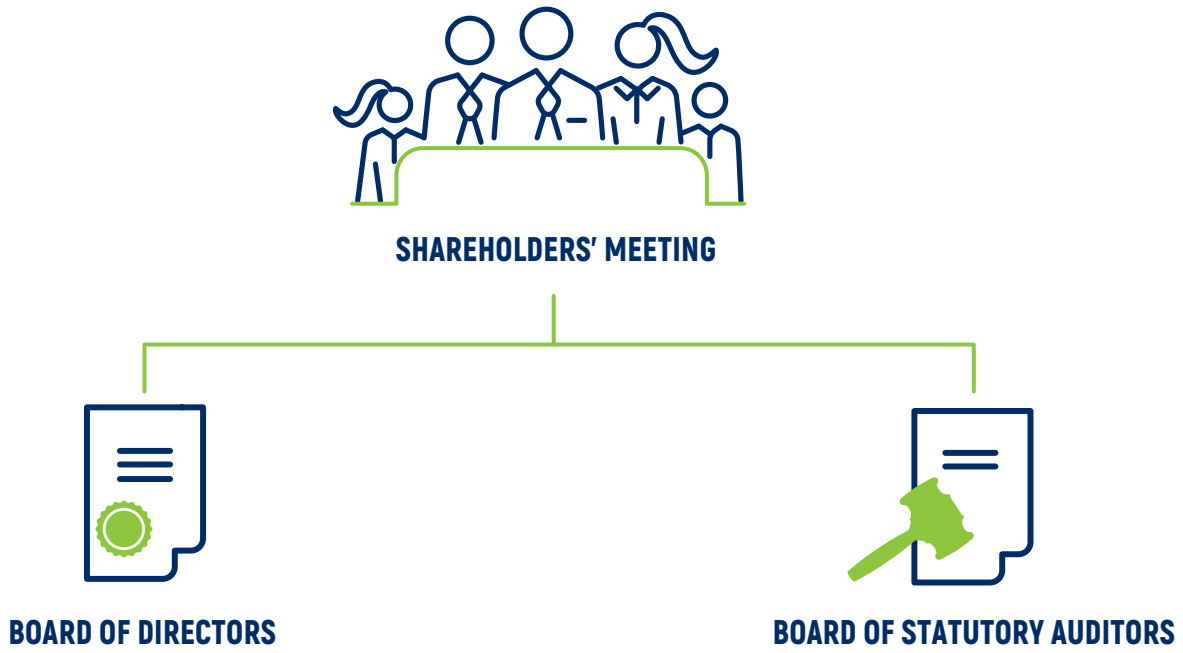 SHAREHOLDERS’ MEETING
BOARD OF DIRECTORS
BOARD OF STATUTORY AUDITORS